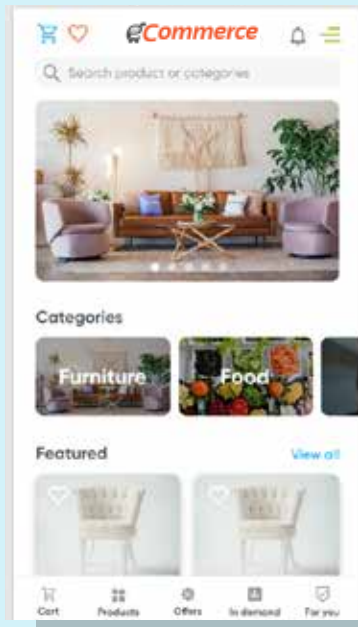 eCommerce
Search product or categories
Categories
Furniture
Food
Featured
View all
Cart
Products
Offers
In demand
For you